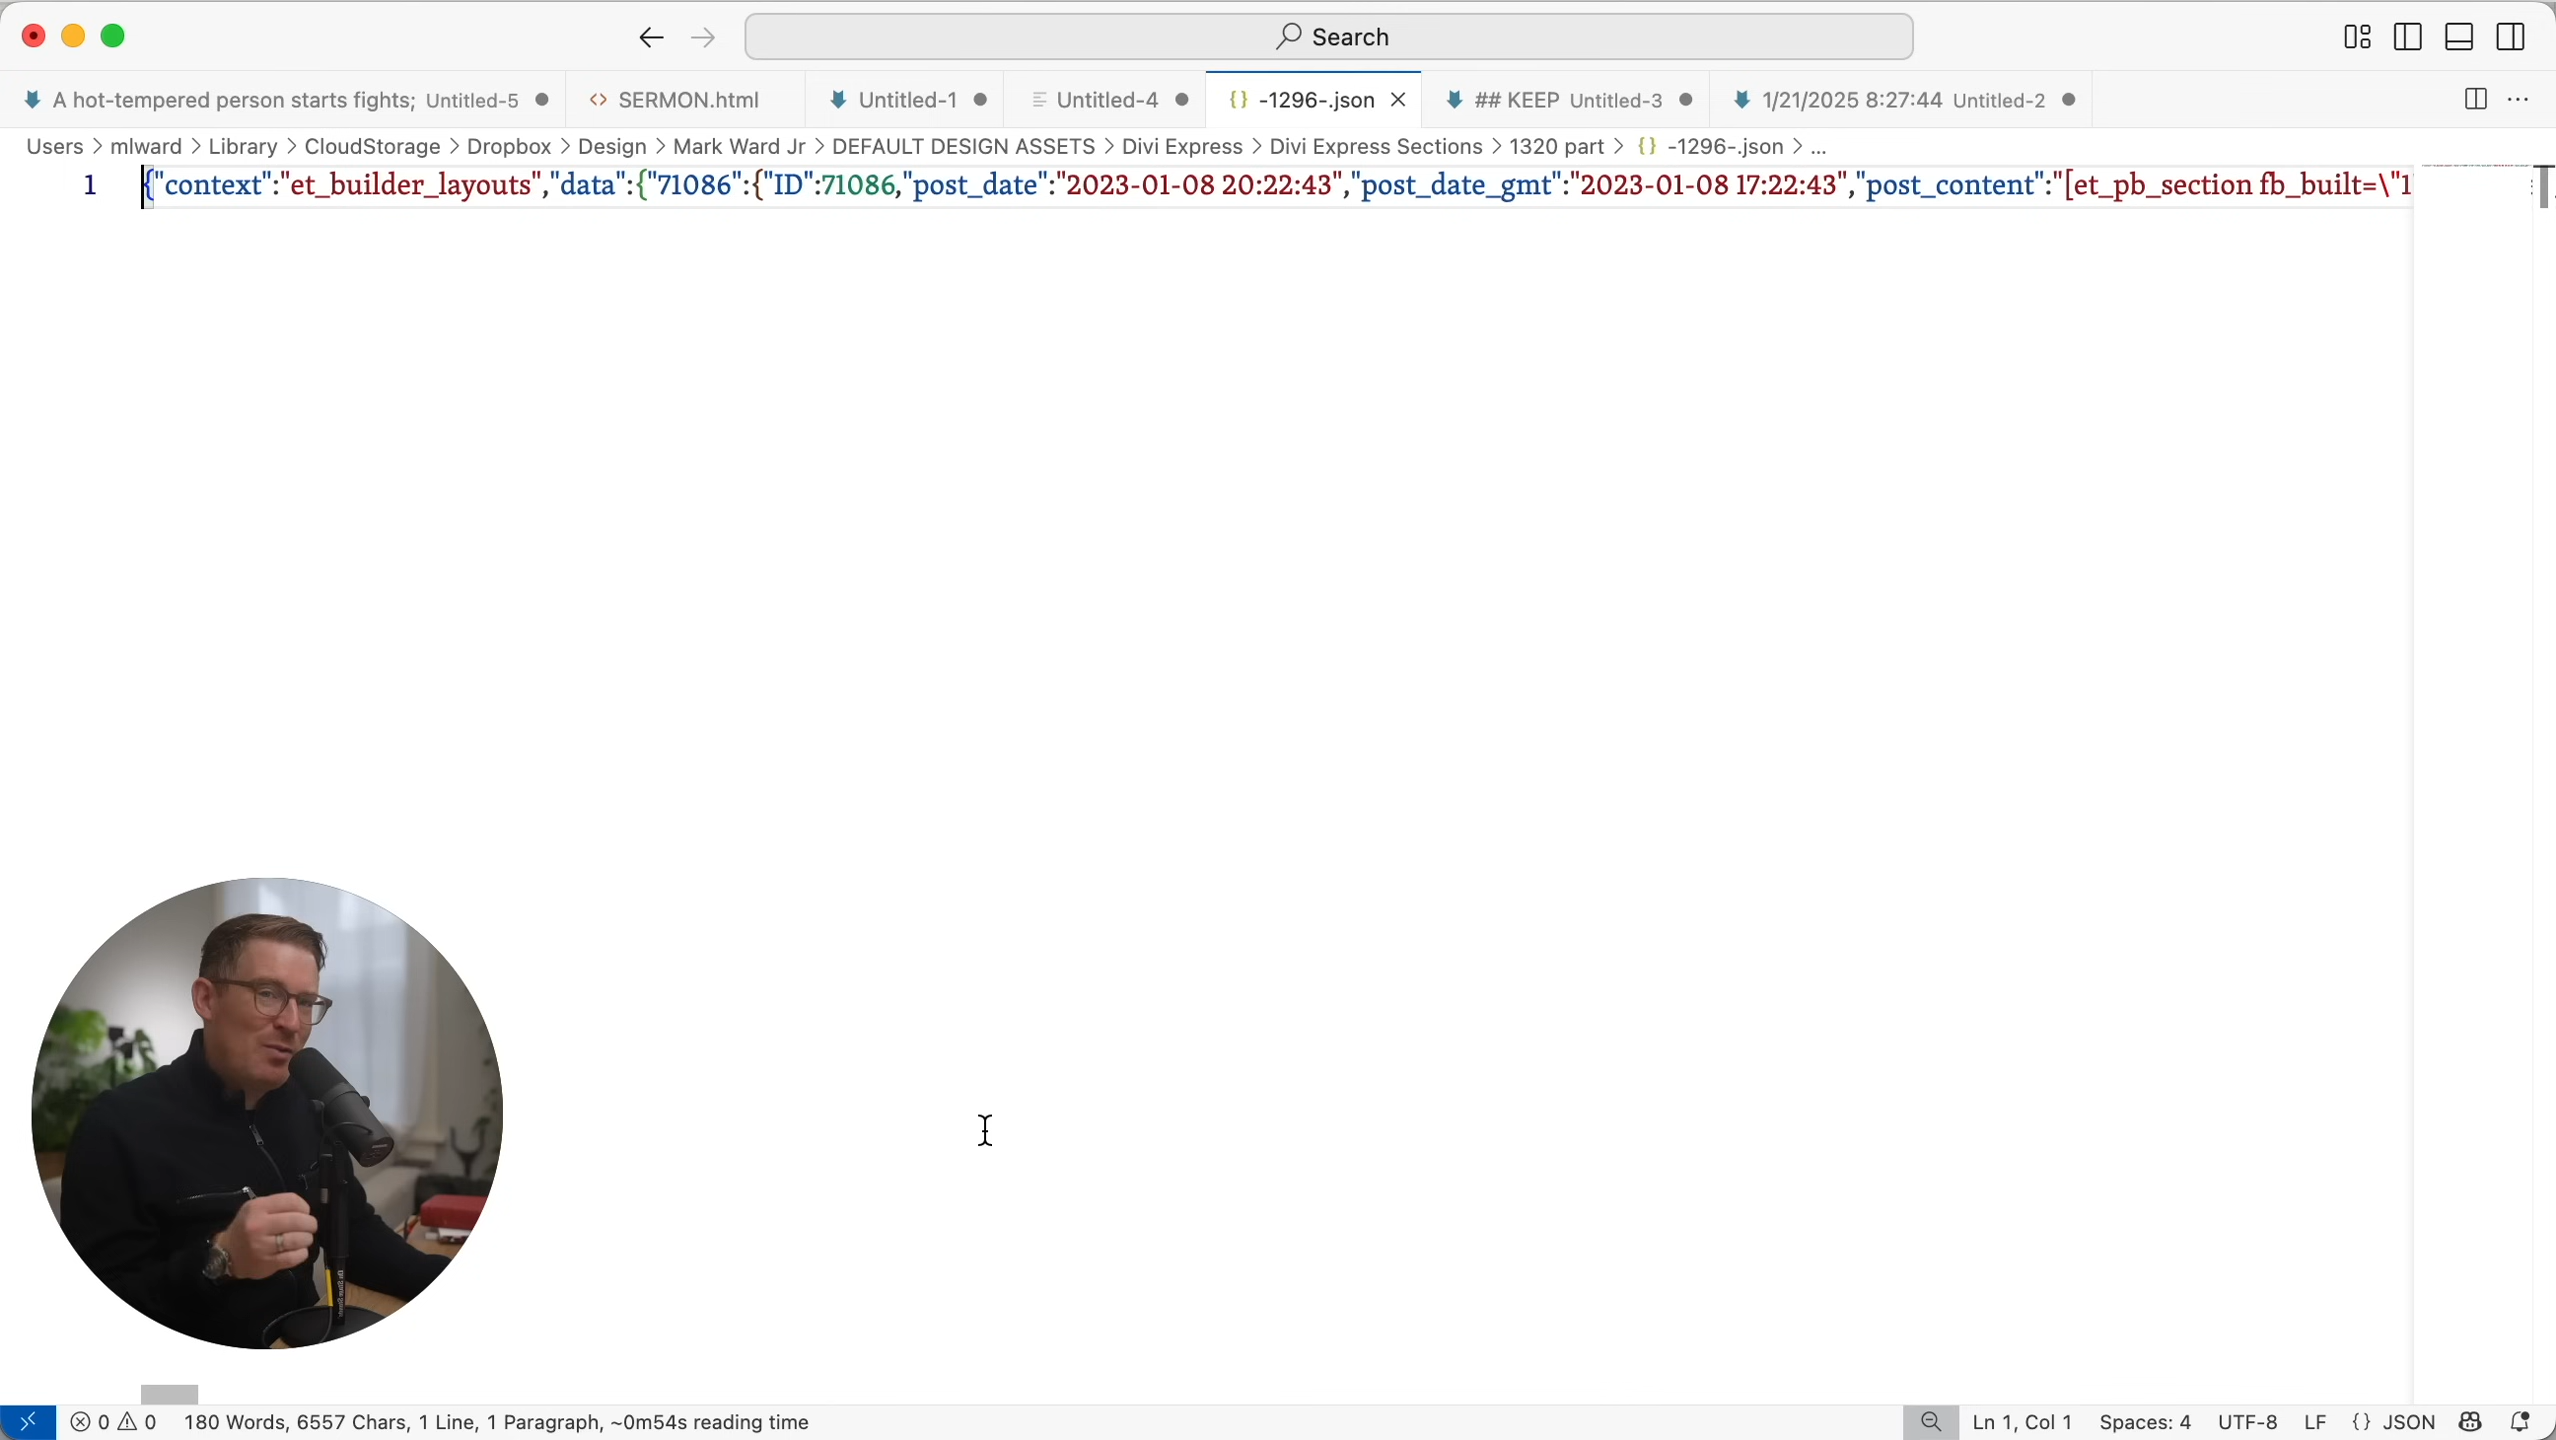 Search
A hot-tempered person starts fights; Untitled-5 SERMON.html Untitled-1 Untitled-4 -1296-.json ## KEEP Untitled-3 1/21/2025 8:27:44 Untitled-2
Users > mlward > Library > CloudStorage > Dropbox > Design > Mark Ward Jr > DEFAULT DESIGN ASSETS > Divi Express > Divi Express Sections > 1320 part > {} -1296-.json > ...
1 {"context":"et_builder_layouts","data":{"71086":{"ID":71086,"post_date":"2023-01-08 20:22:43","post_date_gmt":"2023-01-08 17:22:43","post_content":"[et_pb_section fb_built=\"1
0 0 180 Words, 6557 Chars, 1 Line, 1 Paragraph, ~0m54s reading time Ln 1, Col 1 Spaces: 4 UTF-8 LF {} JSON